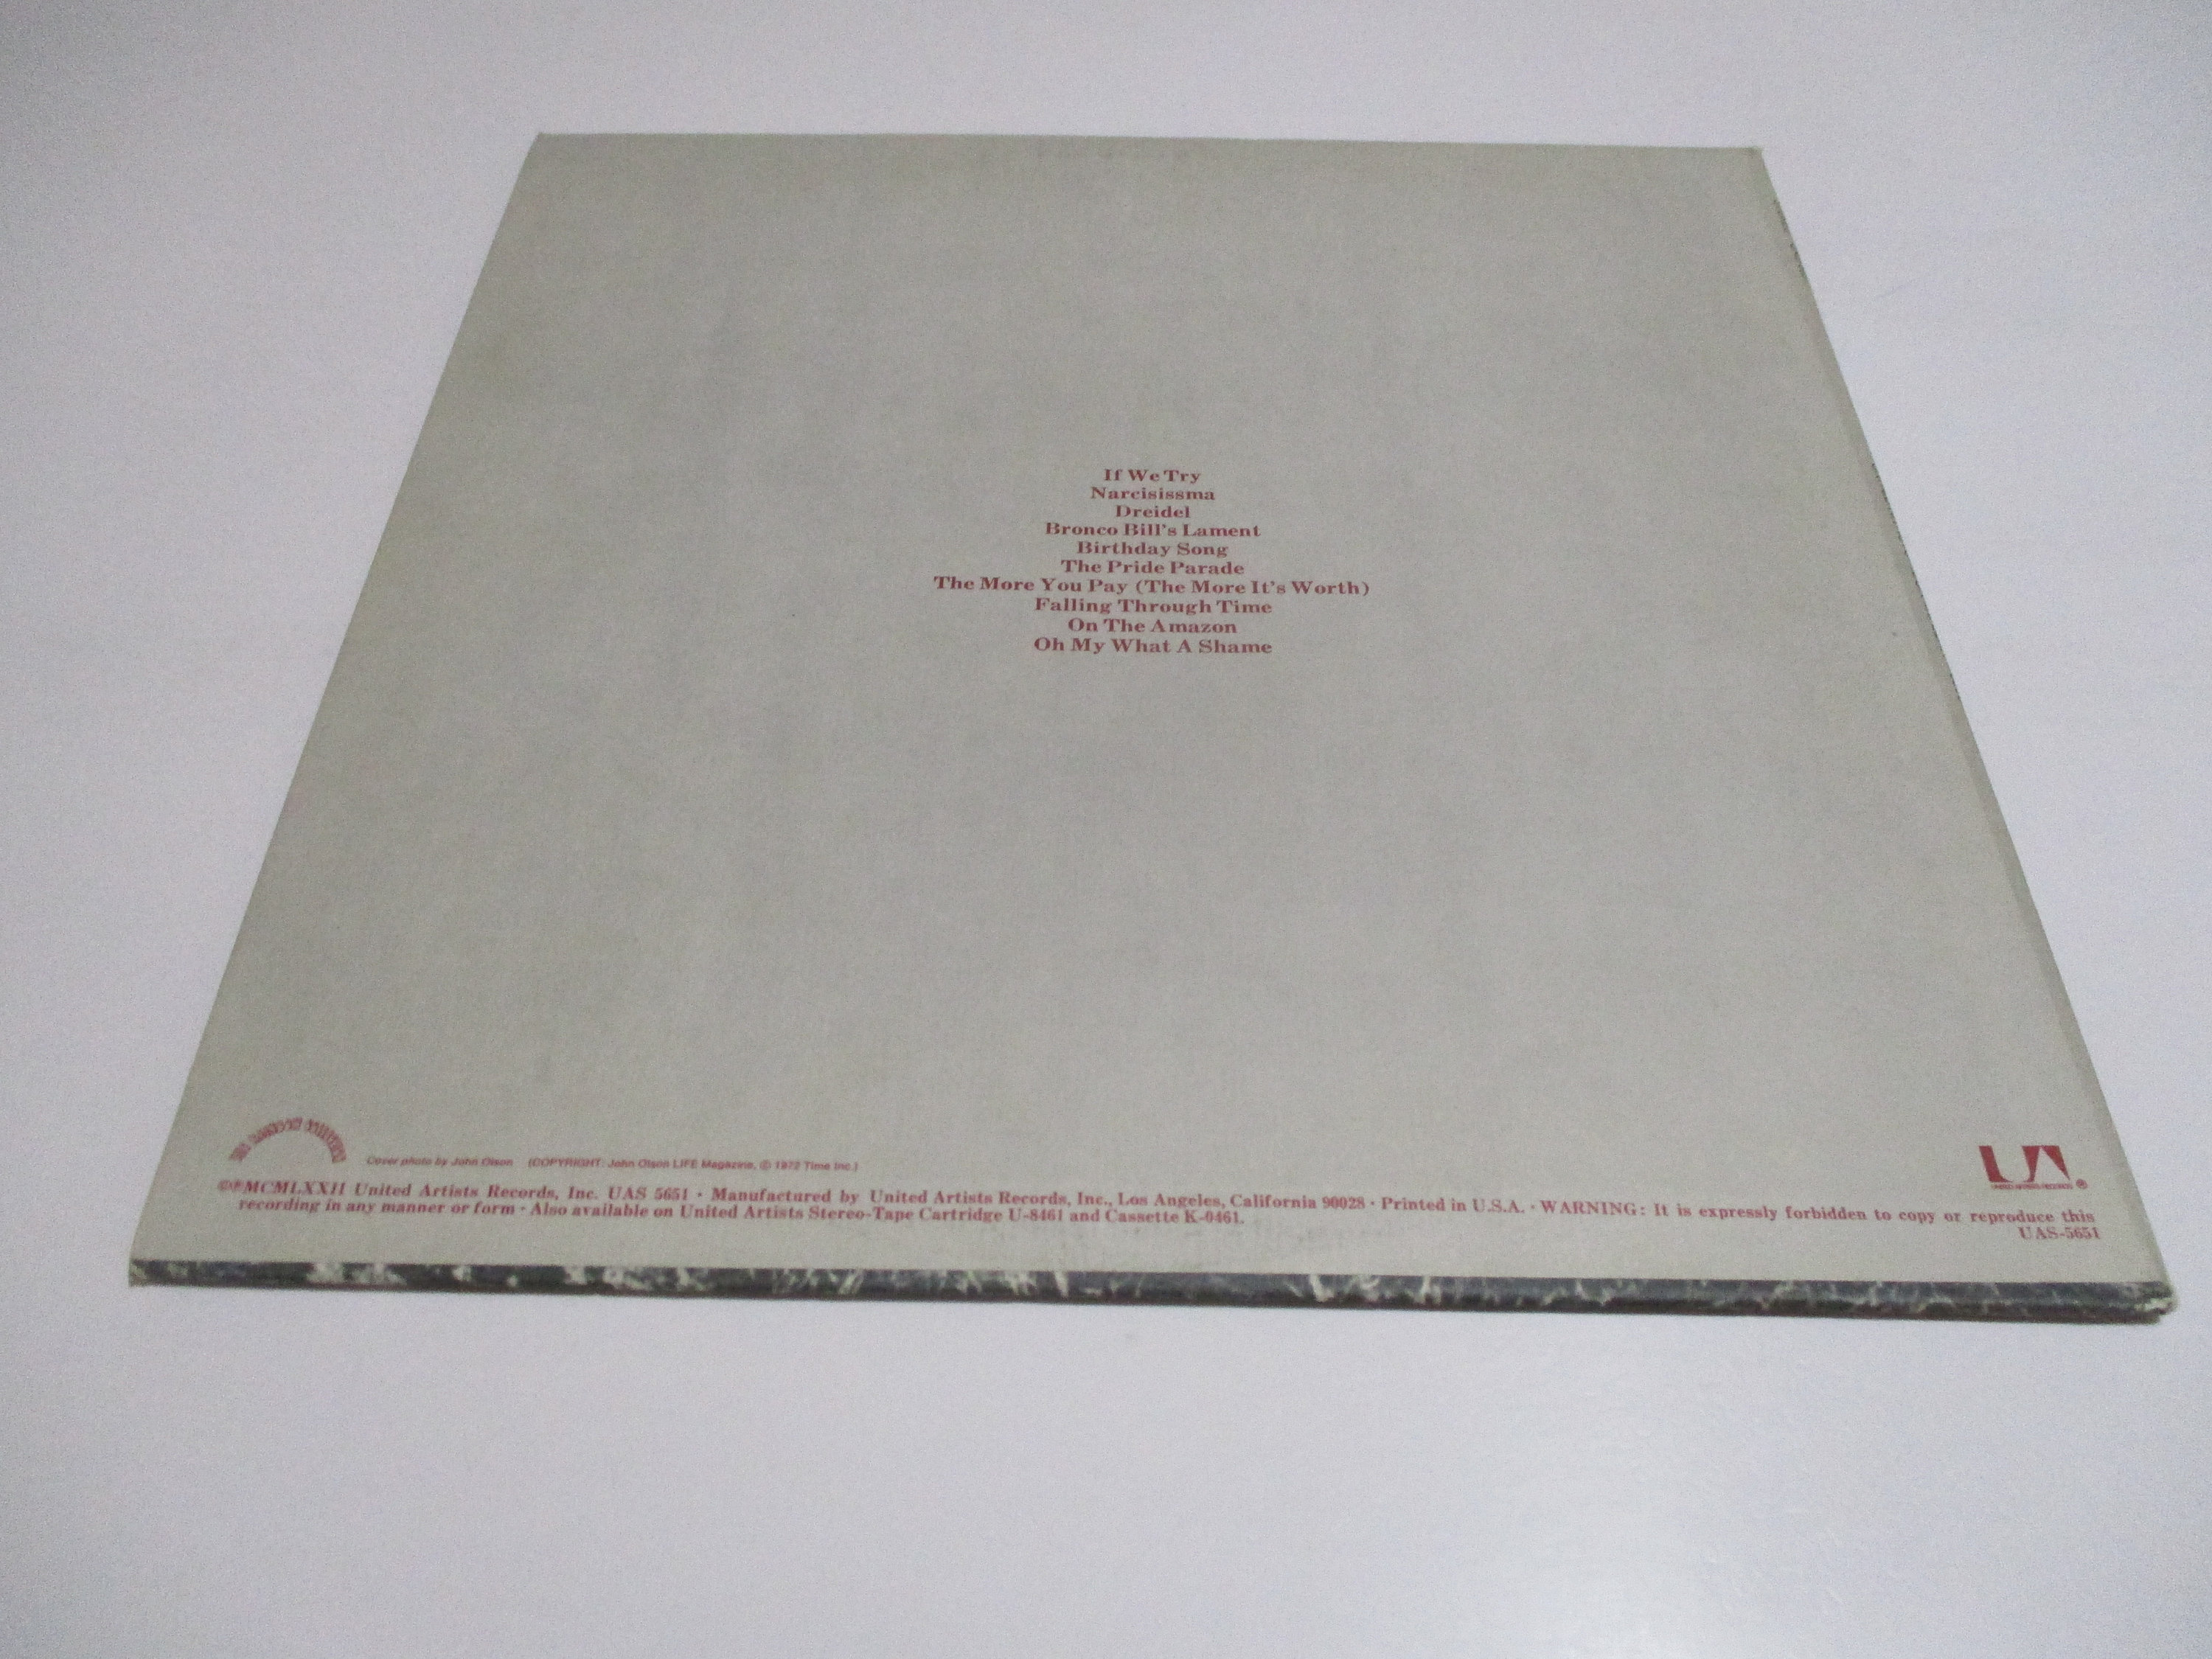 If We Try
Narcisissma
Dreidel
Bronco Bill's Lament
Birthday Song
The Pride Parade
The More You Pay (The More It's Worth)
Falling Through Time
On The Amazon
Oh My What A Shame
Cover photo by John Olson (COPYRIGHT: John Olson LIFE Magazine, © 1972 Time Inc.)
UA
UNITED ARTISTS RECORDS ®
©℗MCMLXXII United Artists Records, Inc. UAS 5651 · Manufactured by United Artists Records, Inc., Los Angeles, California 90028 · Printed in U.S.A. · WARNING: It is expressly forbidden to copy or reproduce this
recording in any manner or form · Also available on United Artists Stereo-Tape Cartridge U-8461 and Cassette K-0461.
UAS-5651